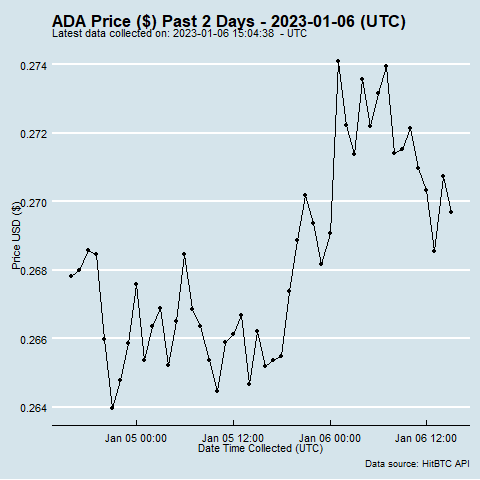 ADA Price ($) Past 2 Days - 2023-01-06 (UTC)
Latest data collected on: 2023-01-06 15:04:38 - UTC
0.274
0.272
0.270
0.268
0.266
0.264
Price USD ($)
Jan 05 00:00
Jan 05 12:00
Jan 06 00:00
Jan 06 12:00
Date Time Collected (UTC)
Data source: HitBTC API